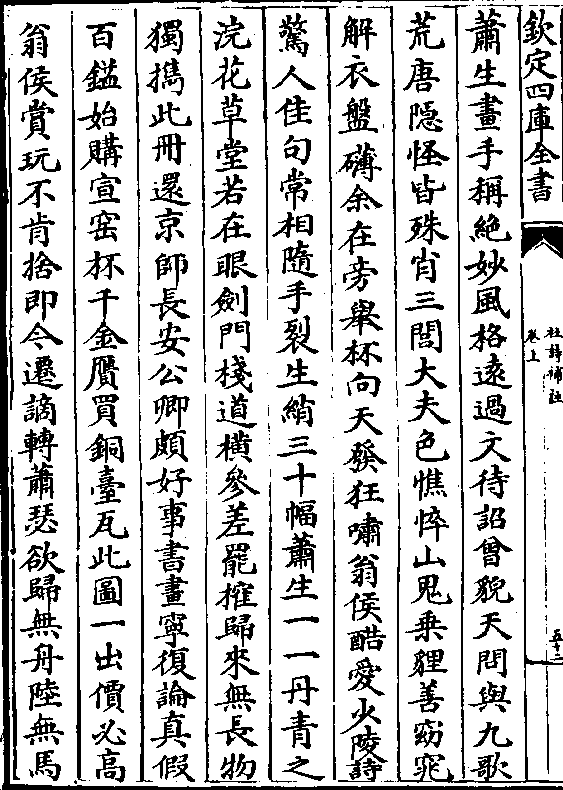 欽定四庫全書
杜詩補註
卷上
五十二
蕭生畫手稱絶妙風格遠過文待詔曾貌天問與九歌
荒唐隠怪皆殊肖三閭大夫色憔悴山鬼乗貍善窈窕
解衣盤礴余在旁舉杯向天發狂嘯翁侯酷愛少陵詩
驚人佳句常相隨手裂生綃三十幅蕭生一一丹青之
浣花草堂若在眼劍門棧道横參差罷擁歸來無長物
獨攜此冊還京師長安公卿頗好事書畫寧復論真假
百鎰始購宣窑杯千金贋買銅臺瓦此圖一出價必高
翁侯賞玩不肯捨即今遷謫轉蕭瑟欲歸無舟陸無馬